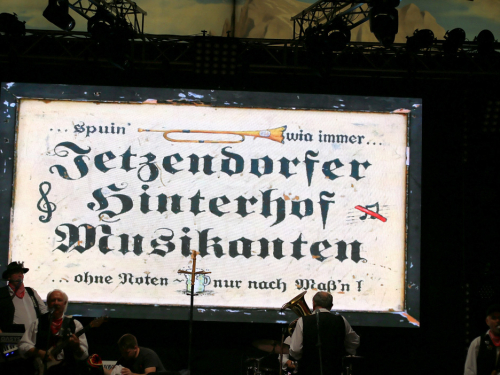 ...spuin' wia immer...
Jetzendorfer
Hinterhof
Musikanten
...ohne Noten nur nach Maß'n !